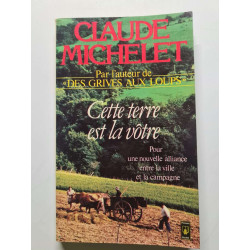 CLAUDE
MICHELET
Par l'auteur de
«DES GRIVES AUX LOUPS»
Cette terre
est la vôtre
Pour
une nouvelle alliance
entre la ville
et la campagne